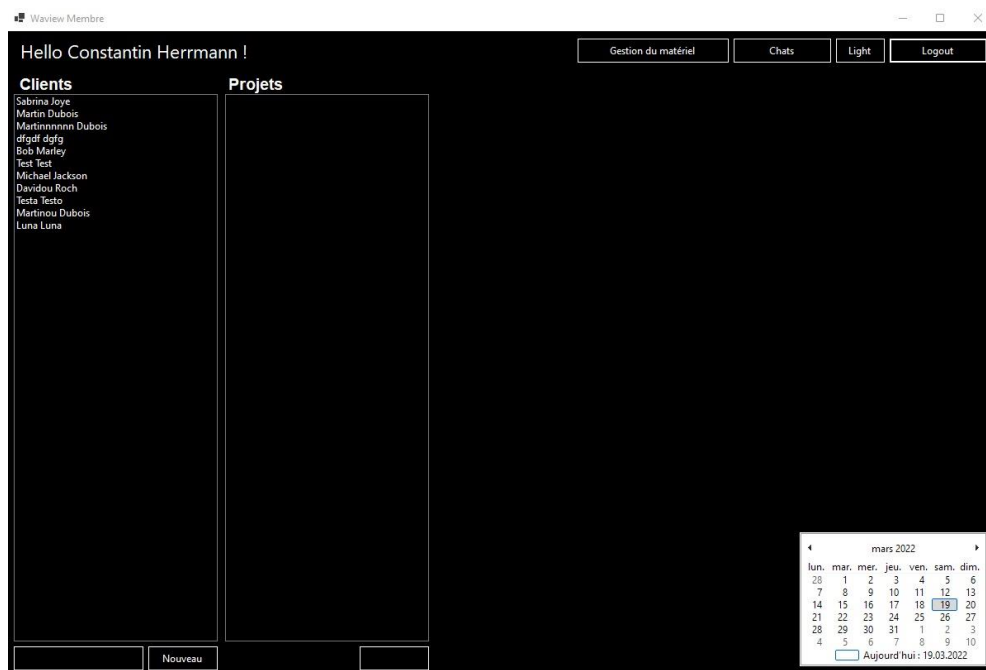 Waview Membre
Hello Constantin Herrmann !
Gestion du matériel
Chats
Light
Logout
Clients
Projets
Sabrina Joye
Martin Dubois
Martinnnnnn Dubois
dfgdf dgfg
Bob Marley
Test Test
Michael Jackson
Davidou Roch
Testa Testo
Martinou Dubois
Luna Luna
mars 2022
lun. mar. mer. jeu. ven. sam. dim.
28 1 2 3 4 5 6
7 8 9 10 11 12 13
14 15 16 17 18 19 20
21 22 23 24 25 26 27
28 29 30 31 1 2 3
4 5 6 7 8 9 10
Aujourd'hui : 19.03.2022
Nouveau